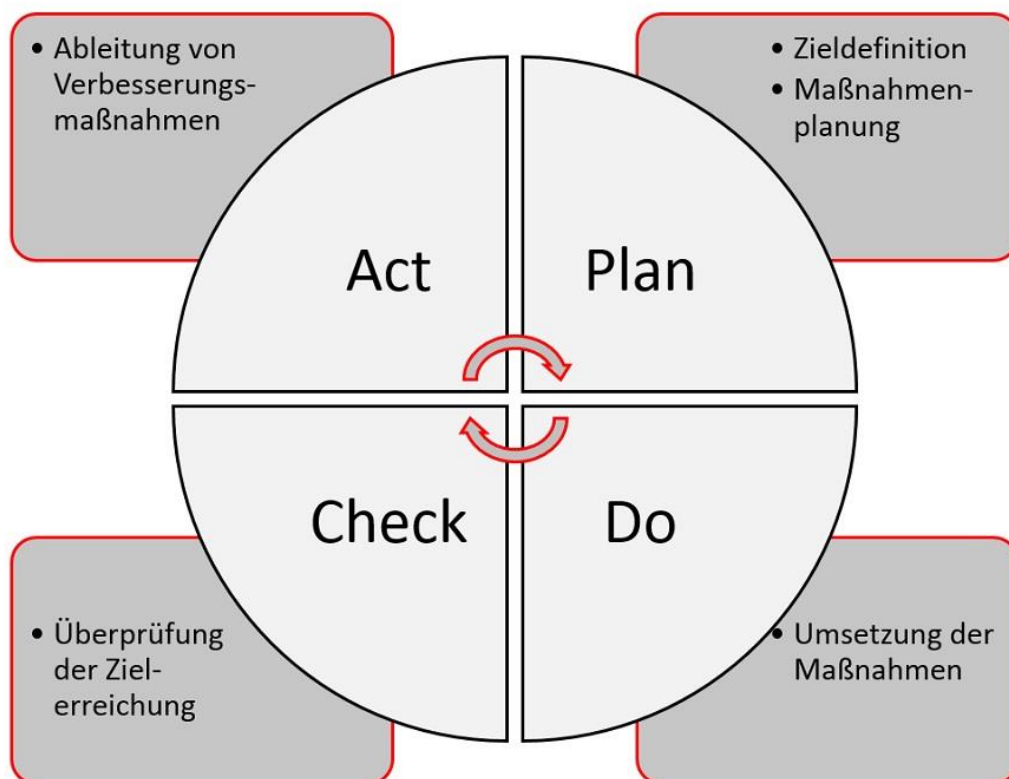 • Ableitung von
Verbesserungs-
maßnahmen
• Zieldefinition
• Maßnahmen-
planung
Act
Plan
Check
Do
• Überprüfung
der Ziel-
erreichung
• Umsetzung der
Maßnahmen